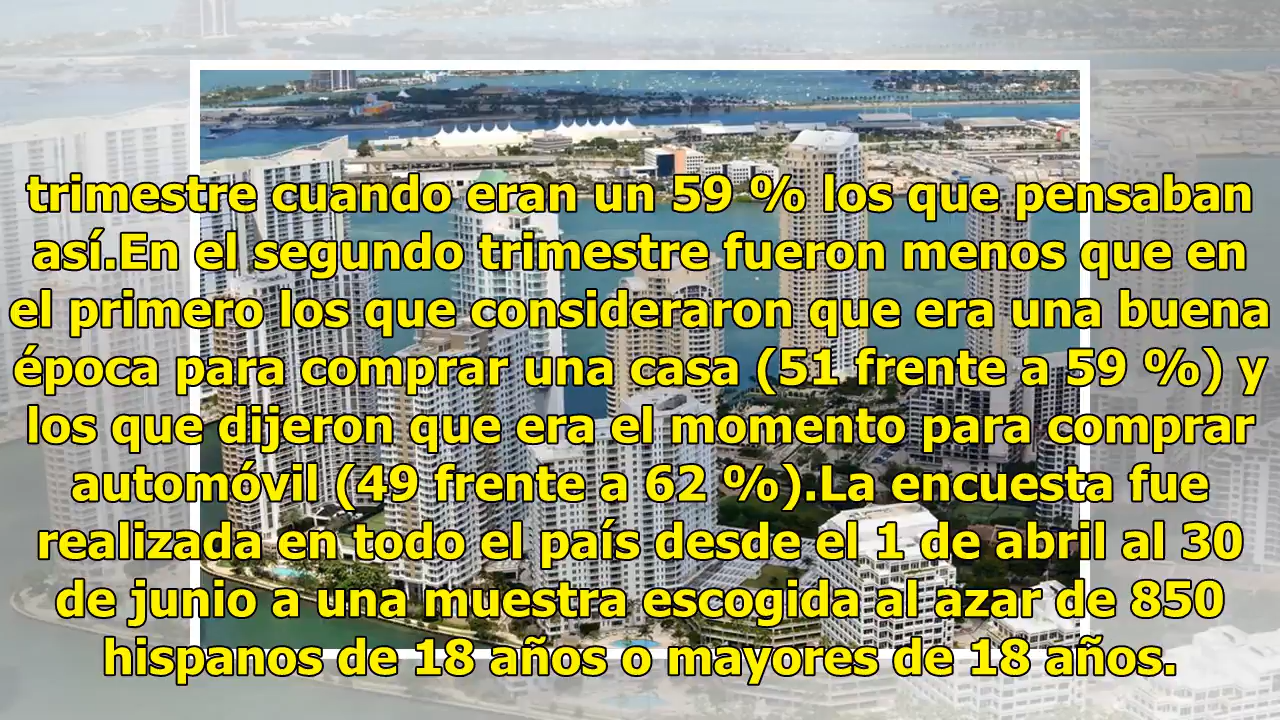 trimestre cuando eran un 59 % los que pensaban
así.En el segundo trimestre fueron menos que en
el primero los que consideraron que era una buena
época para comprar una casa (51 frente a 59 %) y
los que dijeron que era el momento para comprar
automóvil (49 frente a 62 %).La encuesta fue
realizada en todo el país desde el 1 de abril al 30
de junio a una muestra escogida al azar de 850
hispanos de 18 años o mayores de 18 años.